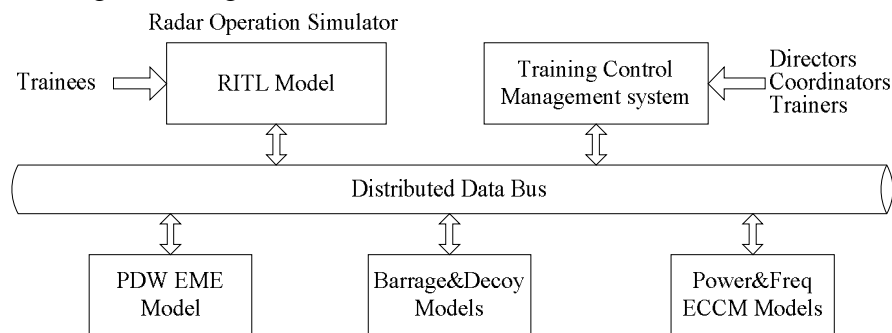 Radar Operation Simulator
Trainees
RITL Model
Training Control
Management system
Directors
Coordinators
Trainers
Distributed Data Bus
PDW EME
Model
Barrage&Decoy
Models
Power&Freq
ECCM Models